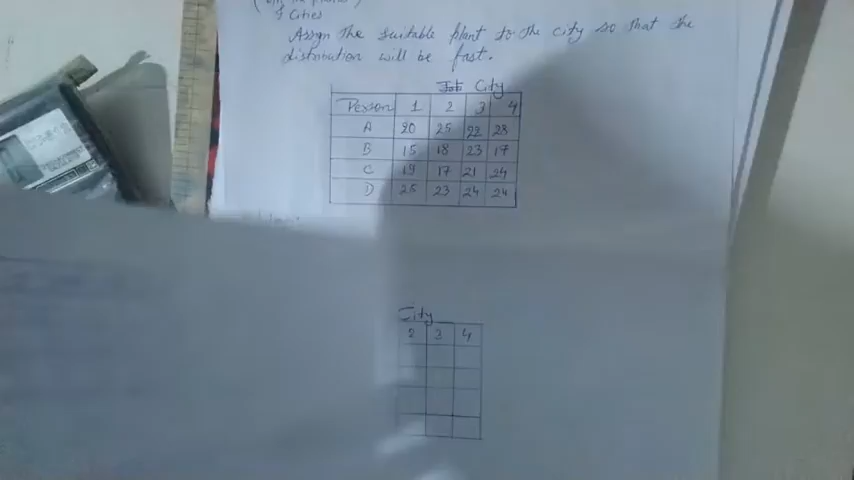 4 Cities
Assign the suitable plant to the city so that the
distribution will be fast.
City
Person 1 2 3 4
A 20 25 22 28
B 15 18 23 17
C 19 17 21 24
D 25 23 24 24
City
2 3 4